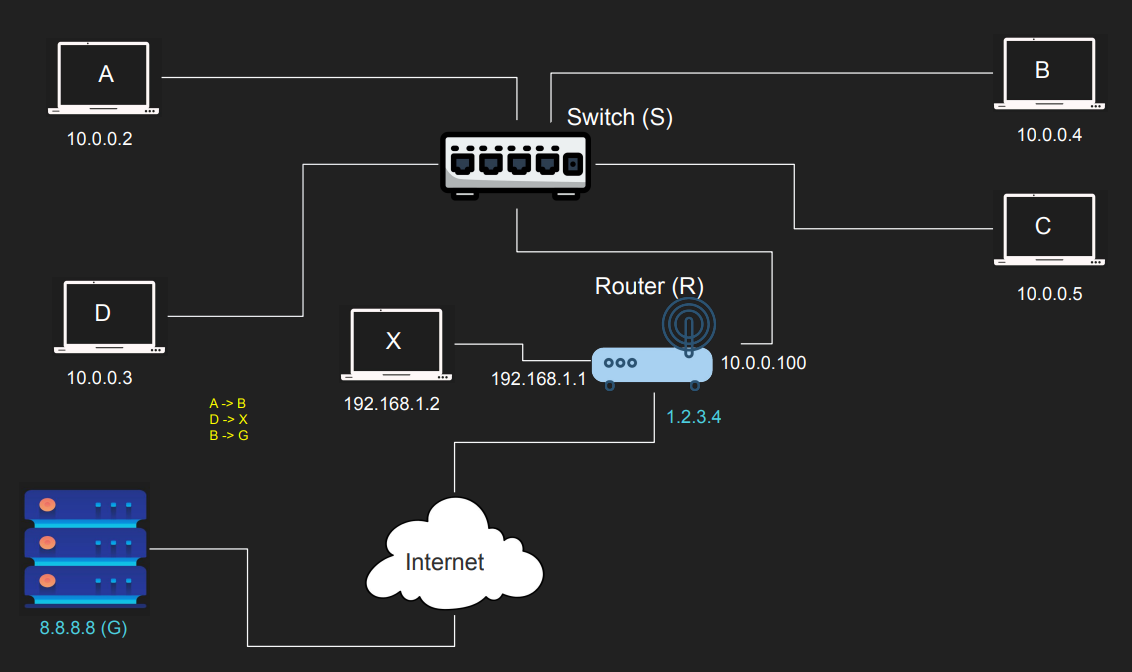 A
10.0.0.2
B
10.0.0.4
Switch (S)
C
10.0.0.5
D
10.0.0.3
Router (R)
10.0.0.100
X
192.168.1.1
192.168.1.2
1.2.3.4
A -> B
D -> X
B -> G
Internet
8.8.8.8 (G)